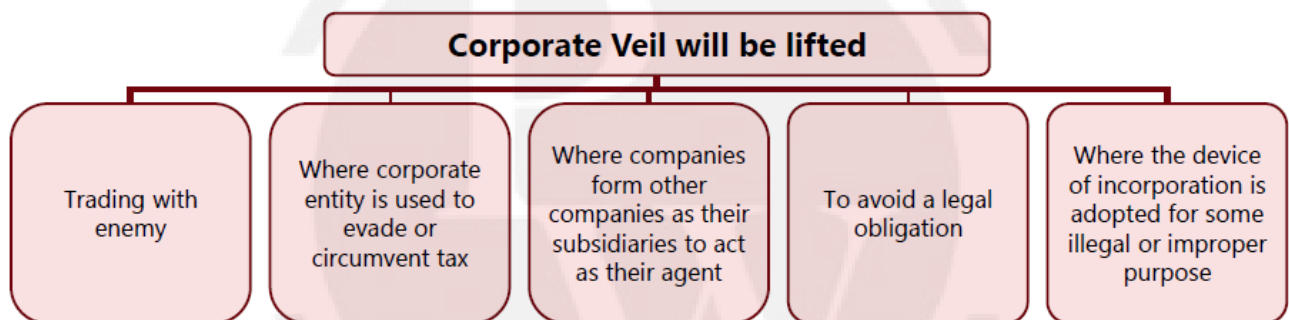 Corporate Veil will be lifted
Trading with
enemy
Where corporate
entity is used to
evade or
circumvent tax
Where companies
form other
companies as their
subsidiaries to act
as their agent
To avoid a legal
obligation
Where the device
of incorporation is
adopted for some
illegal or improper
purpose